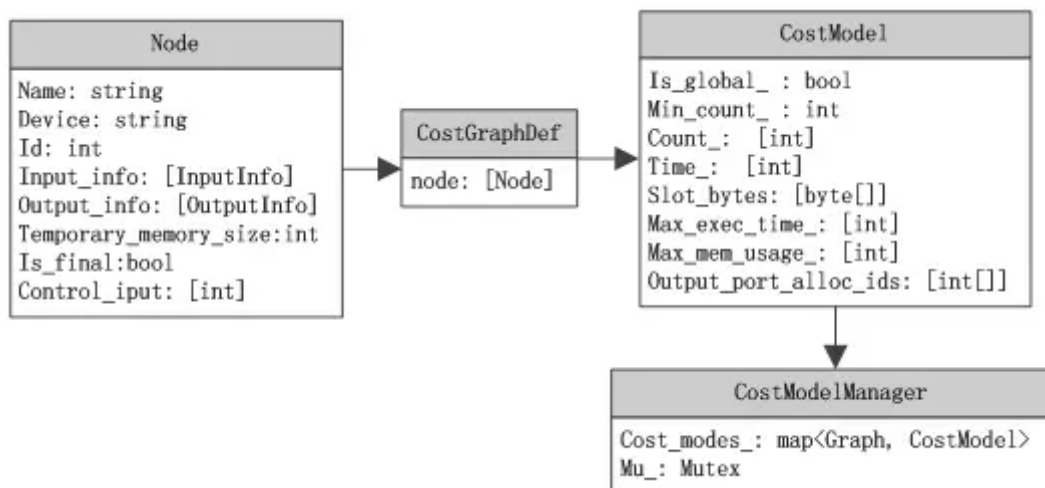 Node
Name: string
Device: string
Id: int
Input_info: [InputInfo]
Output_info: [OutputInfo]
Temporary_memory_size:int
Is_final:bool
Control_iput: [int]
CostGraphDef
node: [Node]
CostModel
Is_global_ : bool
Min_count_ : int
Count_: [int]
Time_: [int]
Slot_bytes: [byte[]]
Max_exec_time_: [int]
Max_mem_usage_: [int]
Output_port_alloc_ids: [int[]]
CostModelManager
Cost_modes_: map<Graph, CostModel>
Mu_: Mutex